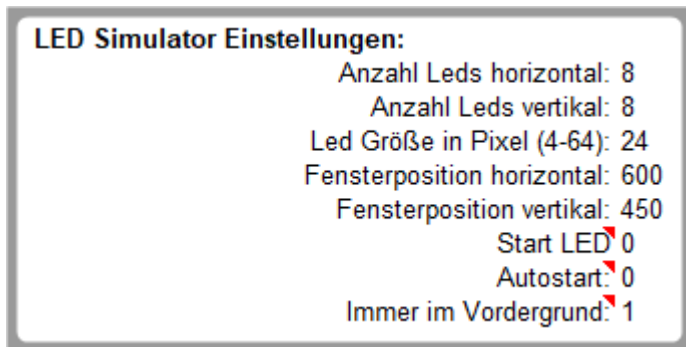 LED Simulator Einstellungen:
Anzahl Leds horizontal: 8
Anzahl Leds vertikal: 8
Led Größe in Pixel (4-64): 24
Fensterposition horizontal: 600
Fensterposition vertikal: 450
Start LED 0
Autostart: 0
Immer im Vordergrund: 1